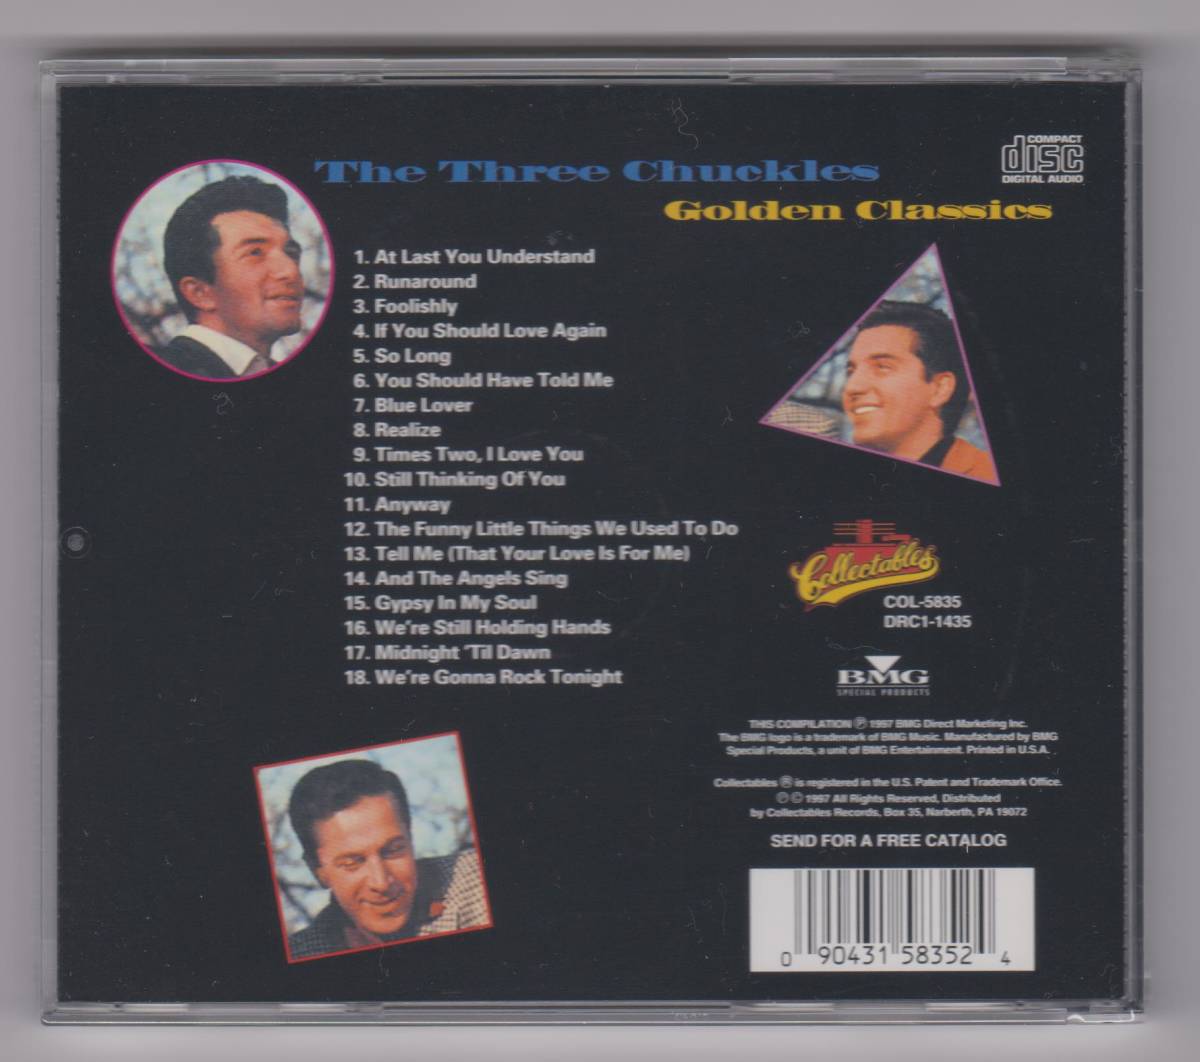 The Three Chuckles
Golden Classics
COMPACT
disc
DIGITAL AUDIO
1. At Last You Understand
2. Runaround
3. Foolishly
4. If You Should Love Again
5. So Long
6. You Should Have Told Me
7. Blue Lover
8. Realize
9. Times Two, I Love You
10. Still Thinking Of You
11. Anyway
12. The Funny Little Things We Used To Do
13. Tell Me (That Your Love Is For Me)
14. And The Angels Sing
15. Gypsy In My Soul
16. We're Still Holding Hands
17. Midnight 'Til Dawn
18. We're Gonna Rock Tonight
Collectables
COL-5835
DRC1-1435
BMG
SPECIAL PRODUCTS
THIS COMPILATION ℗ 1997 BMG Direct Marketing Inc.
The BMG logo is a trademark of BMG Music. Manufactured by BMG
Special Products, a unit of BMG Entertainment. Printed in U.S.A.
Collectables ® is registered in the U.S. Patent and Trademark Office.
℗ © 1997 All Rights Reserved, Distributed
by Collectables Records, Box 35, Narberth, PA 19072
SEND FOR A FREE CATALOG
0 90431 58352 4